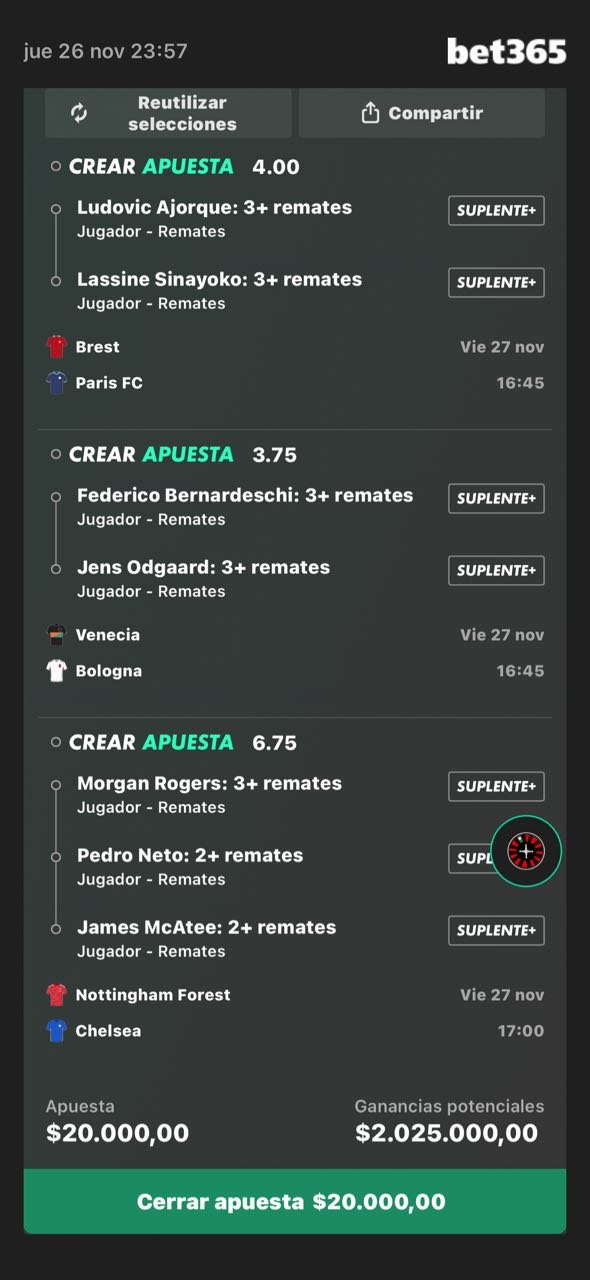 jue 26 nov 23:57
bet365
Reutilizar
selecciones
Compartir
CREAR APUESTA 4.00
Ludovic Ajorque: 3+ remates
SUPLENTE+
Jugador - Remates
Lassine Sinayoko: 3+ remates
SUPLENTE+
Jugador - Remates
Brest
Vie 27 nov
Paris FC
16:45
CREAR APUESTA 3.75
Federico Bernardeschi: 3+ remates
SUPLENTE+
Jugador - Remates
Jens Odgaard: 3+ remates
SUPLENTE+
Jugador - Remates
Venecia
Vie 27 nov
Bologna
16:45
CREAR APUESTA 6.75
Morgan Rogers: 3+ remates
SUPLENTE+
Jugador - Remates
Pedro Neto: 2+ remates
Jugador - Remates
James McAtee: 2+ remates
SUPLENTE+
Jugador - Remates
Nottingham Forest
Vie 27 nov
Chelsea
17:00
Apuesta
Ganancias potenciales
$20.000,00
$2.025.000,00
Cerrar apuesta $20.000,00